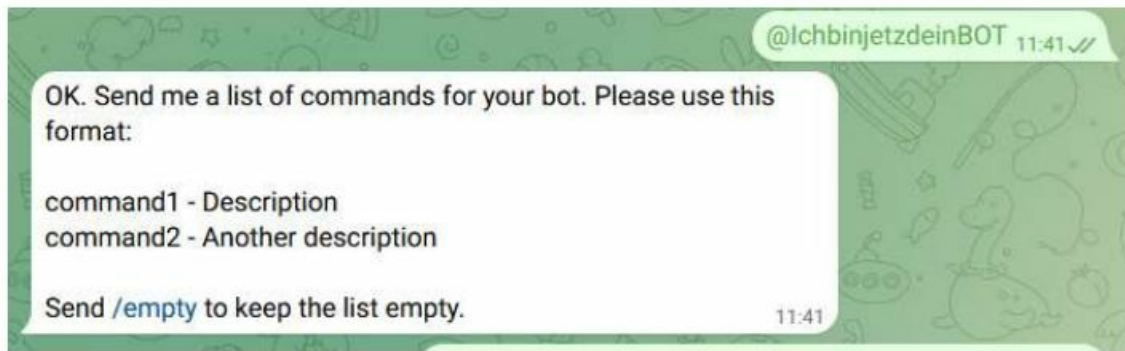 @IchbinjetzdeinBOT 11:41
OK. Send me a list of commands for your bot. Please use this
format:
command1 - Description
command2 - Another description
Send /empty to keep the list empty.
11:41